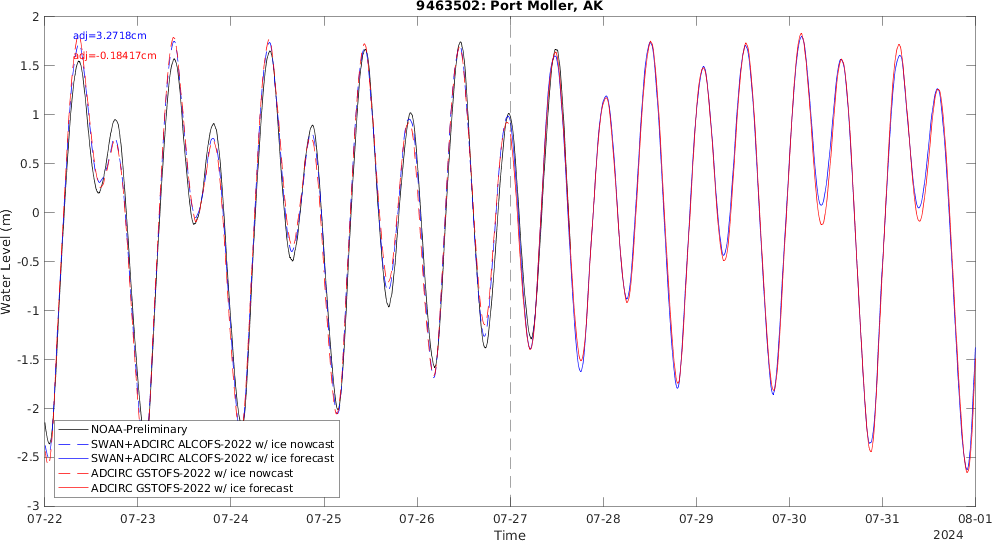 9463502: Port Moller, AK
adj=3.2718cm
adj=-0.18417cm
Water Level (m)
2
1.5
1
0.5
0
-0.5
-1
-1.5
-2
-2.5
-3
NOAA-Preliminary
SWAN+ADCIRC ALCOFS-2022 w/ ice nowcast
SWAN+ADCIRC ALCOFS-2022 w/ ice forecast
ADCIRC GSTOFS-2022 w/ ice nowcast
ADCIRC GSTOFS-2022 w/ ice forecast
07-22 07-23 07-24 07-25 07-26 07-27 07-28 07-29 07-30 07-31 08-01
Time
2024